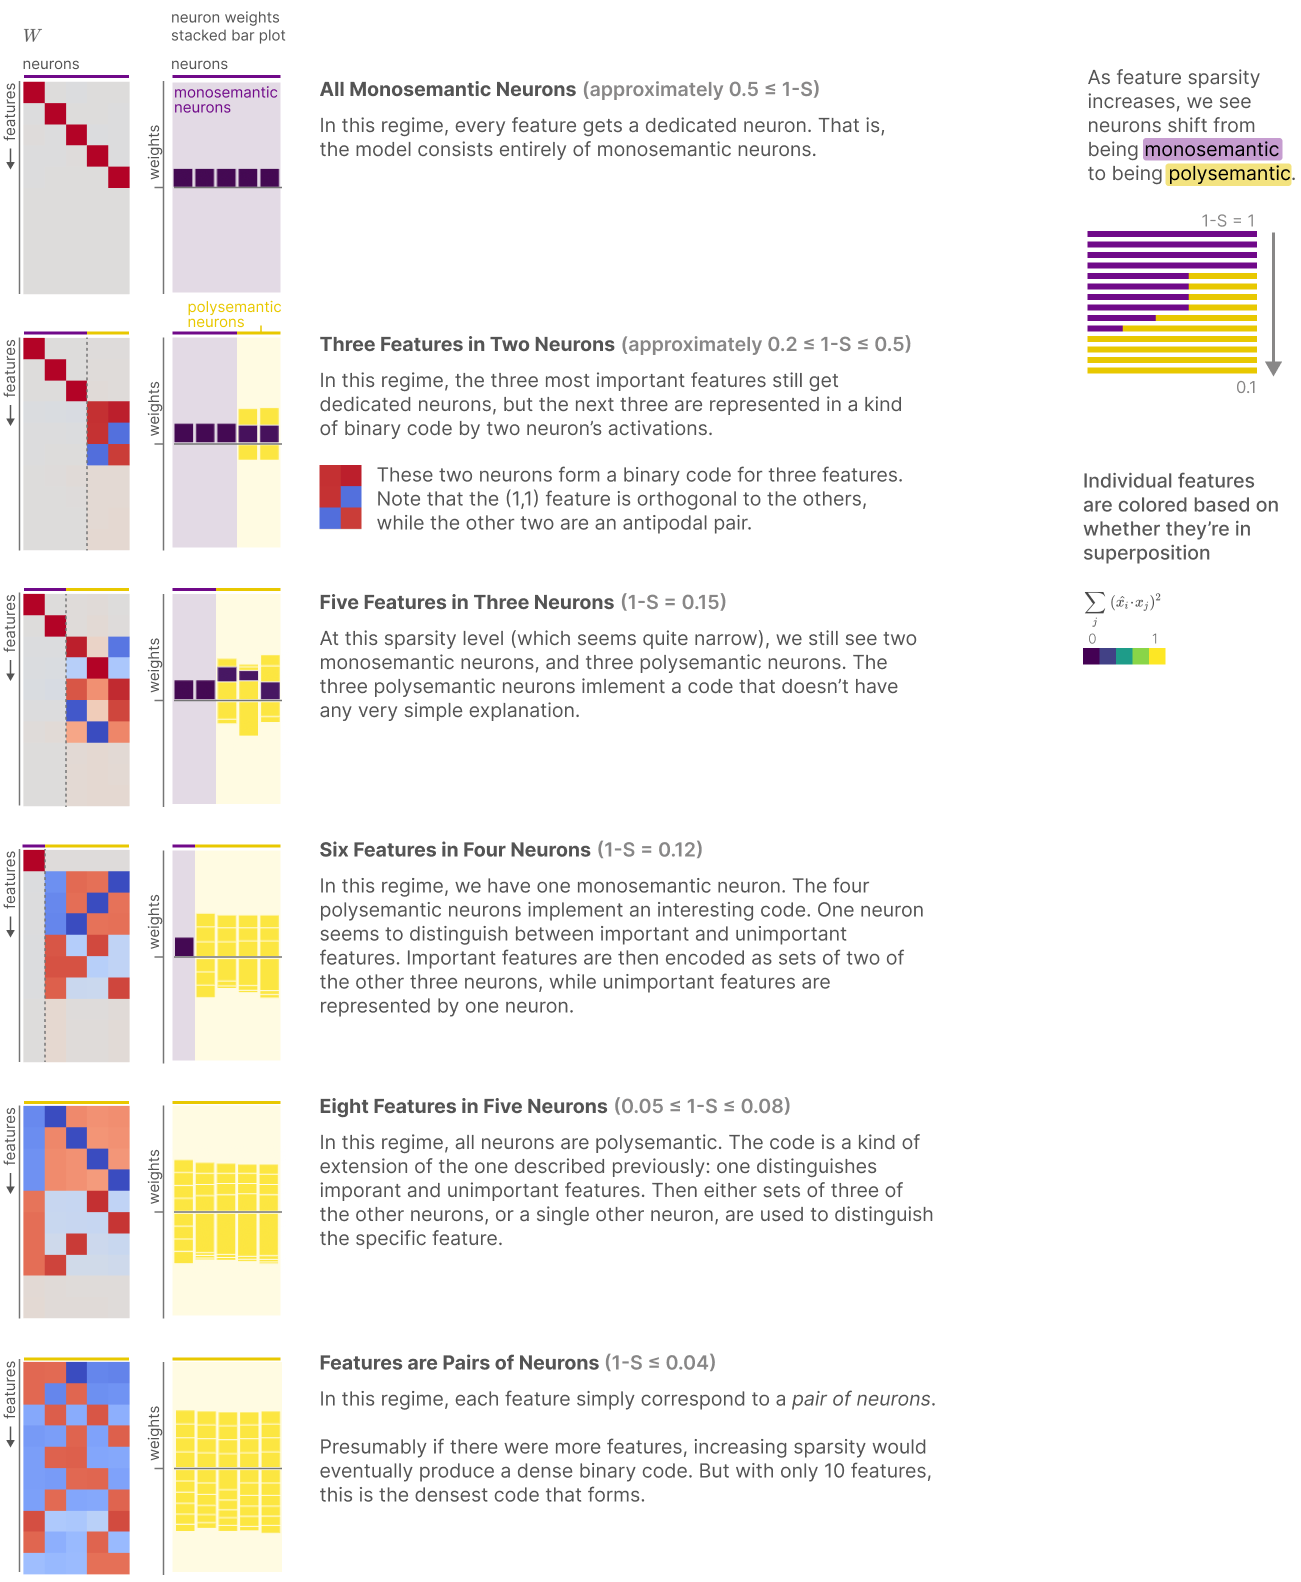 W
neuron weights
stacked bar plot
neurons
neurons
features
weights
monosemantic
neurons
All Monosemantic Neurons (approximately 0.5 ≤ 1-S)
In this regime, every feature gets a dedicated neuron. That is,
the model consists entirely of monosemantic neurons.
As feature sparsity
increases, we see
neurons shift from
being monosemantic
to being polysemantic.
1-S = 1
0.1
polysemantic
neurons
features
weights
Three Features in Two Neurons (approximately 0.2 ≤ 1-S ≤ 0.5)
In this regime, the three most important features still get
dedicated neurons, but the next three are represented in a kind
of binary code by two neuron’s activations.
These two neurons form a binary code for three features.
Note that the (1,1) feature is orthogonal to the others,
while the other two are an antipodal pair.
Individual features
are colored based on
whether they’re in
superposition
∑j (x̂i·xj)²
0 1
features
weights
Five Features in Three Neurons (1-S = 0.15)
At this sparsity level (which seems quite narrow), we still see two
monosemantic neurons, and three polysemantic neurons. The
three polysemantic neurons imlement a code that doesn’t have
any very simple explanation.
features
weights
Six Features in Four Neurons (1-S = 0.12)
In this regime, we have one monosemantic neuron. The four
polysemantic neurons implement an interesting code. One neuron
seems to distinguish between important and unimportant
features. Important features are then encoded as sets of two of
the other three neurons, while unimportant features are
represented by one neuron.
features
weights
Eight Features in Five Neurons (0.05 ≤ 1-S ≤ 0.08)
In this regime, all neurons are polysemantic. The code is a kind of
extension of the one described previously: one distinguishes
imporant and unimportant features. Then either sets of three of
the other neurons, or a single other neuron, are used to distinguish
the specific feature.
features
weights
Features are Pairs of Neurons (1-S ≤ 0.04)
In this regime, each feature simply correspond to a pair of neurons.
Presumably if there were more features, increasing sparsity would
eventually produce a dense binary code. But with only 10 features,
this is the densest code that forms.